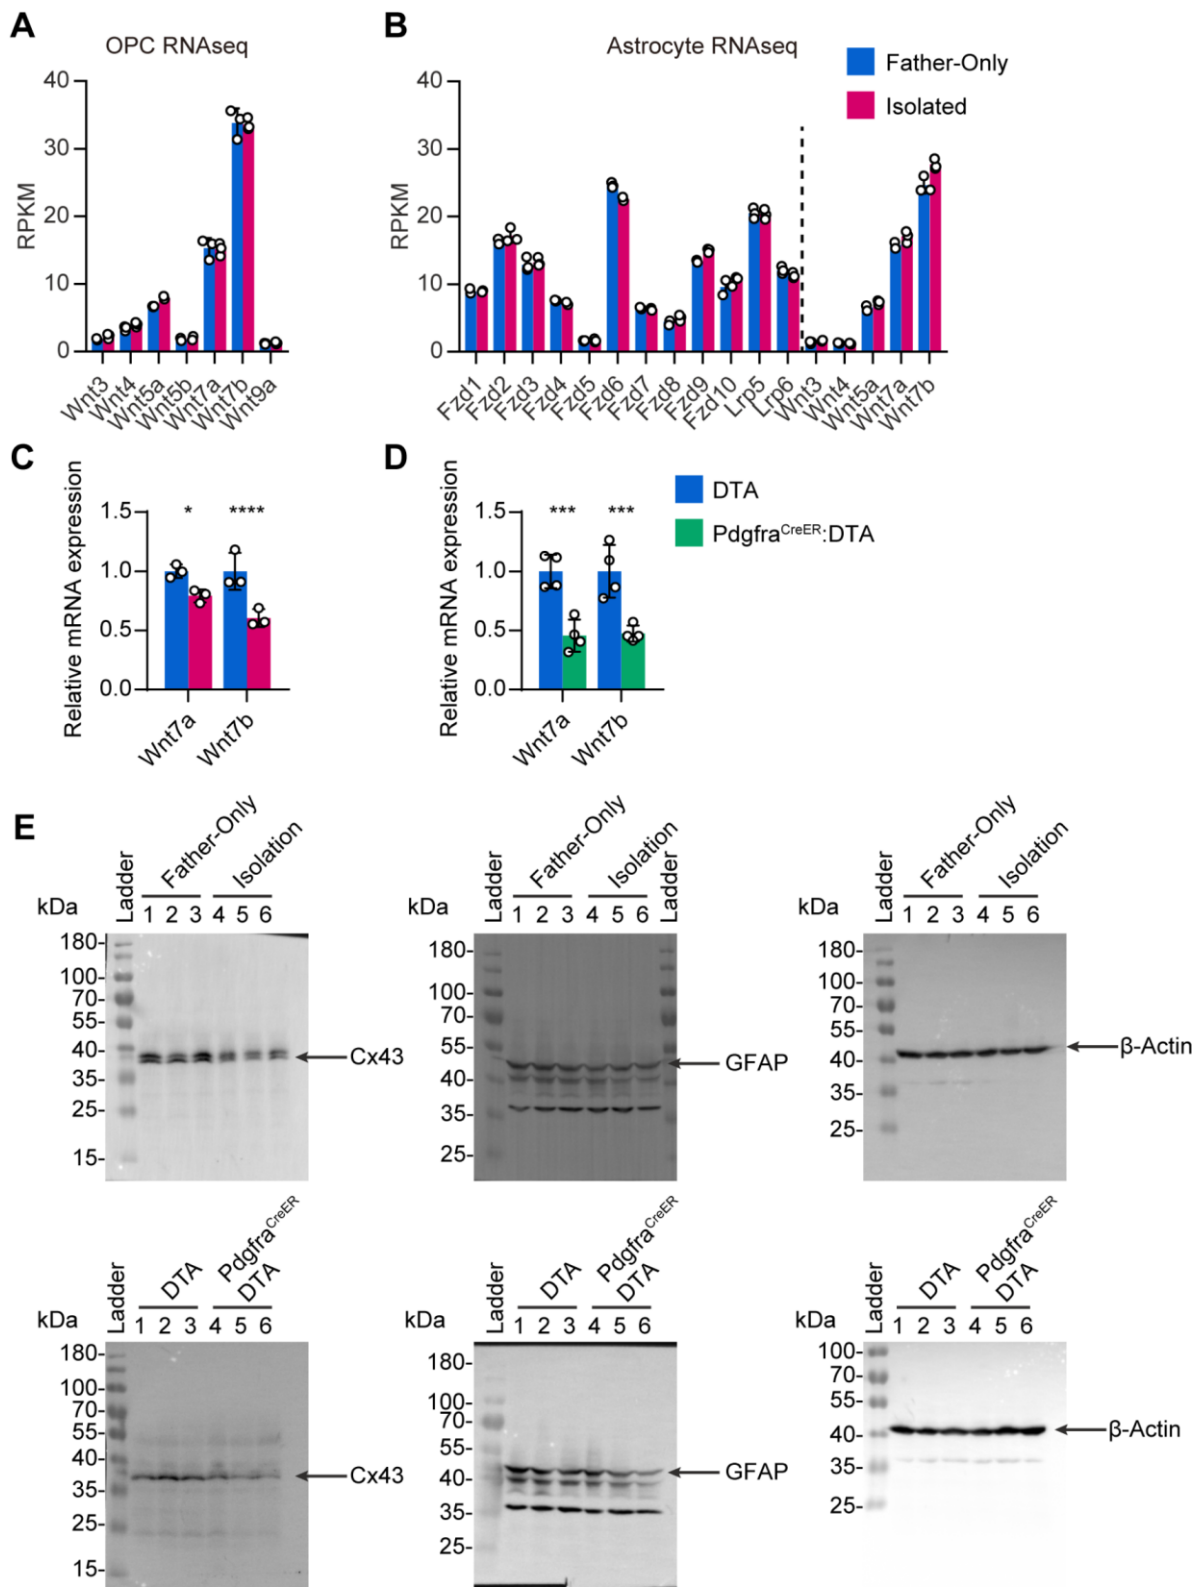 A
OPC RNAseq
RPKM
40
30
20
10
0
Wnt3
Wnt4
Wnt5a
Wnt5b
Wnt7a
Wnt7b
Wnt9a
B
Astrocyte RNAseq
Father-Only
Isolated
RPKM
40
30
20
10
0
Fzd1
Fzd2
Fzd3
Fzd4
Fzd5
Fzd6
Fzd7
Fzd8
Fzd9
Fzd10
Lrp5
Lrp6
Wnt3
Wnt4
Wnt5a
Wnt7a
Wnt7b
C
Relative mRNA expression
1.5
1.0
0.5
0.0
* ****
Wnt7a
Wnt7b
D
Relative mRNA expression
1.5
1.0
0.5
0.0
*** ***
Wnt7a
Wnt7b
DTA
Pdgfra^CreER:DTA
E
kDa
Ladder
Father-Only
Isolation
1 2 3 4 5 6
180-
100-
70-
55-
40-
35-
25-
15-
Cx43
kDa
Ladder
Father-Only
Isolation
Ladder
1 2 3 4 5 6
180-
100-
70-
55-
40-
35-
25-
GFAP
kDa
Ladder
Father-Only
Isolation
1 2 3 4 5 6
180-
100-
70-
55-
40-
35-
25-
β-Actin
kDa
Ladder
DTA
Pdgfra^CreER
DTA
1 2 3 4 5 6
180-
100-
70-
55-
40-
35-
25-
15-
Cx43
kDa
Ladder
DTA
Pdgfra^CreER
DTA
1 2 3 4 5 6
180-
100-
70-
55-
40-
35-
25-
GFAP
kDa
Ladder
DTA
Pdgfra^CreER
DTA
1 2 3 4 5 6
100-
70-
55-
40-
35-
25-
β-Actin